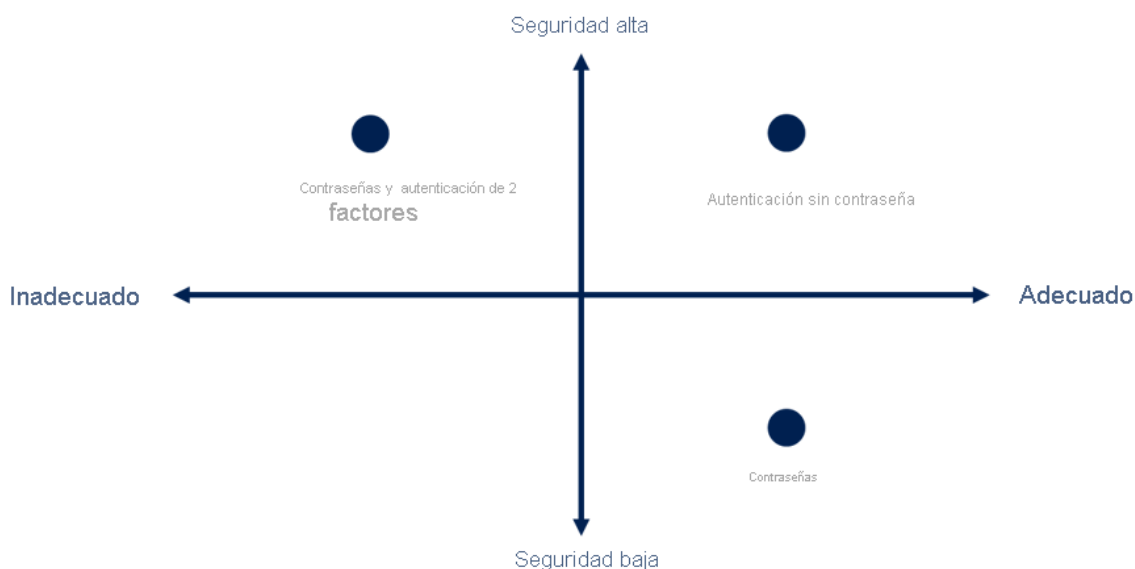 Seguridad alta
Contraseñas y autenticación de 2
factores
Autenticación sin contraseña
Inadecuado
Adecuado
Contraseñas
Seguridad baja